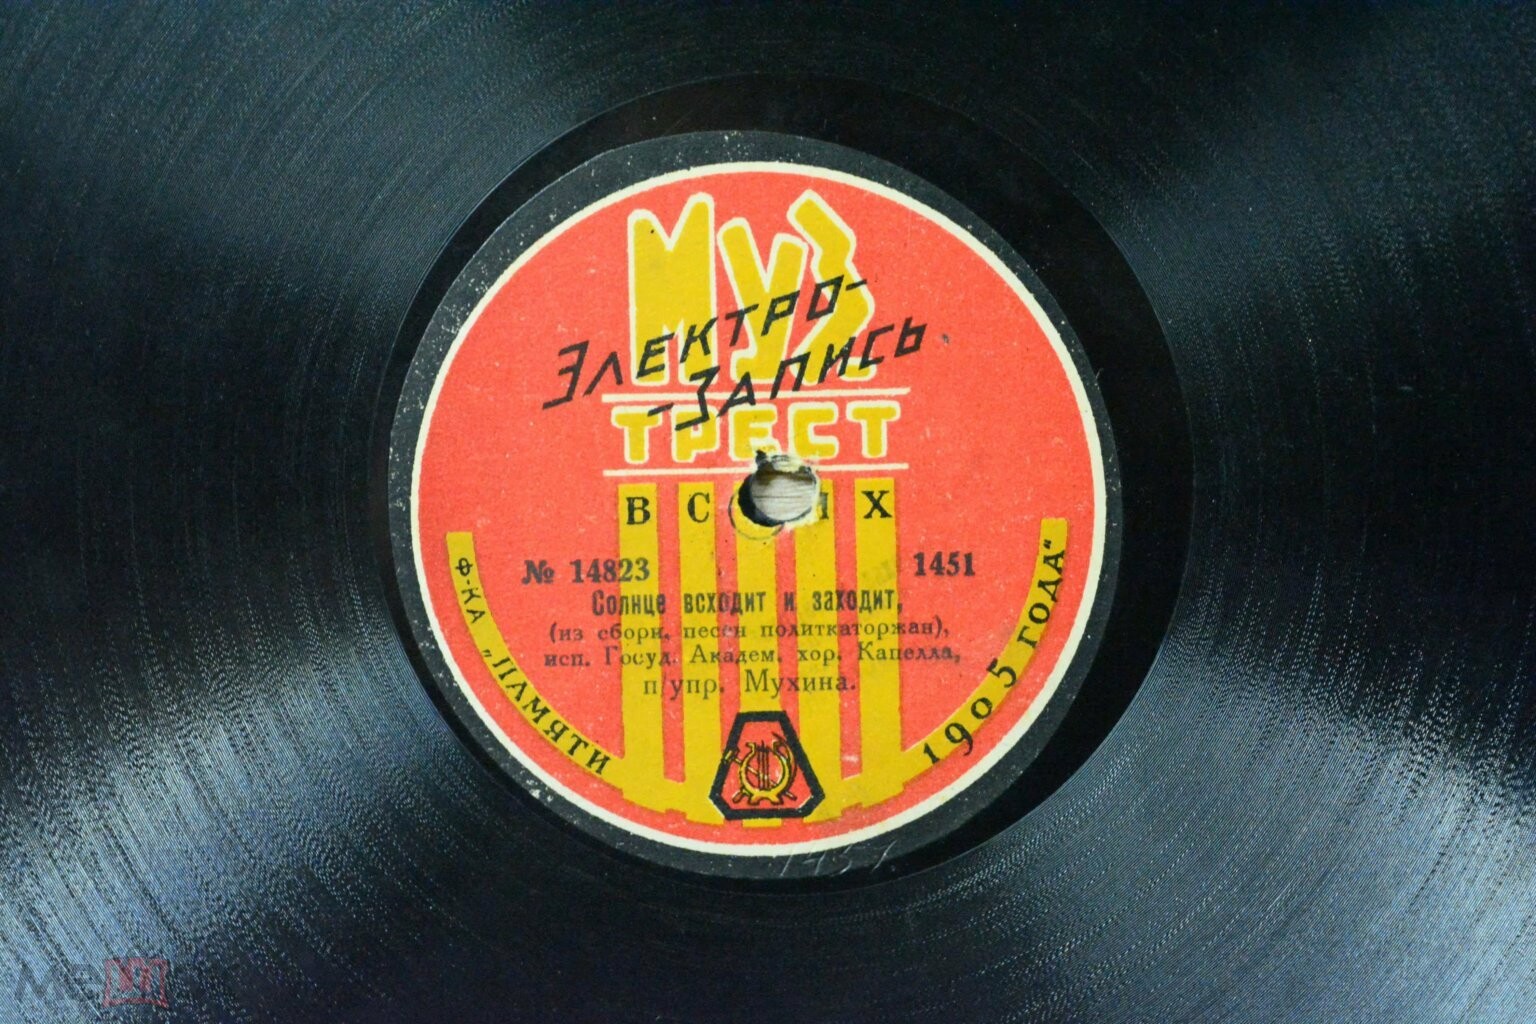 Муз
ЭЛЕКТРО-
-ЗАПИСЬ
ТРЕСТ
В С Х
№ 14823 1451
Солнце всходит и заходит,
(из сборн. песен политкаторжан),
исп. Госуд. Академ. хор. Капелла,
п/упр. Мухина.
Ф-КА „ПАМЯТИ 1905 ГОДА“
1451